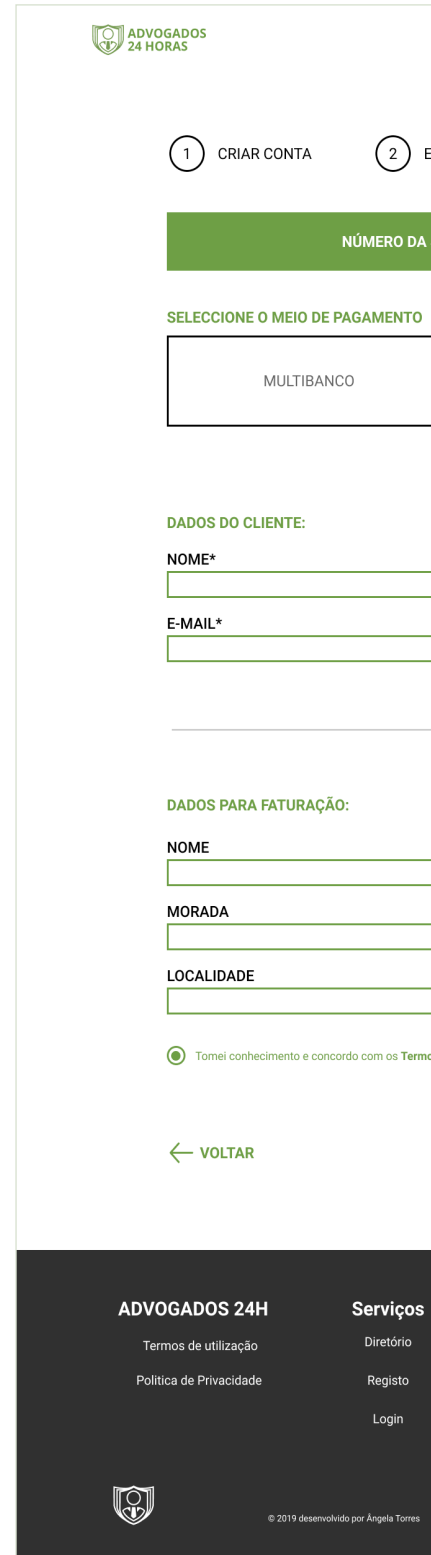 ADVOGADOS
24 HORAS
1 CRIAR CONTA 2 E
NÚMERO DA
SELECCIONE O MEIO DE PAGAMENTO
MULTIBANCO
DADOS DO CLIENTE:
NOME*
E-MAIL*
DADOS PARA FATURAÇÃO:
NOME
MORADA
LOCALIDADE
Tomei conhecimento e concordo com os Termo
VOLTAR
ADVOGADOS 24H
Termos de utilização
Politica de Privacidade
Serviços
Diretório
Registo
Login
© 2019 desenvolvido por Ângela Torres